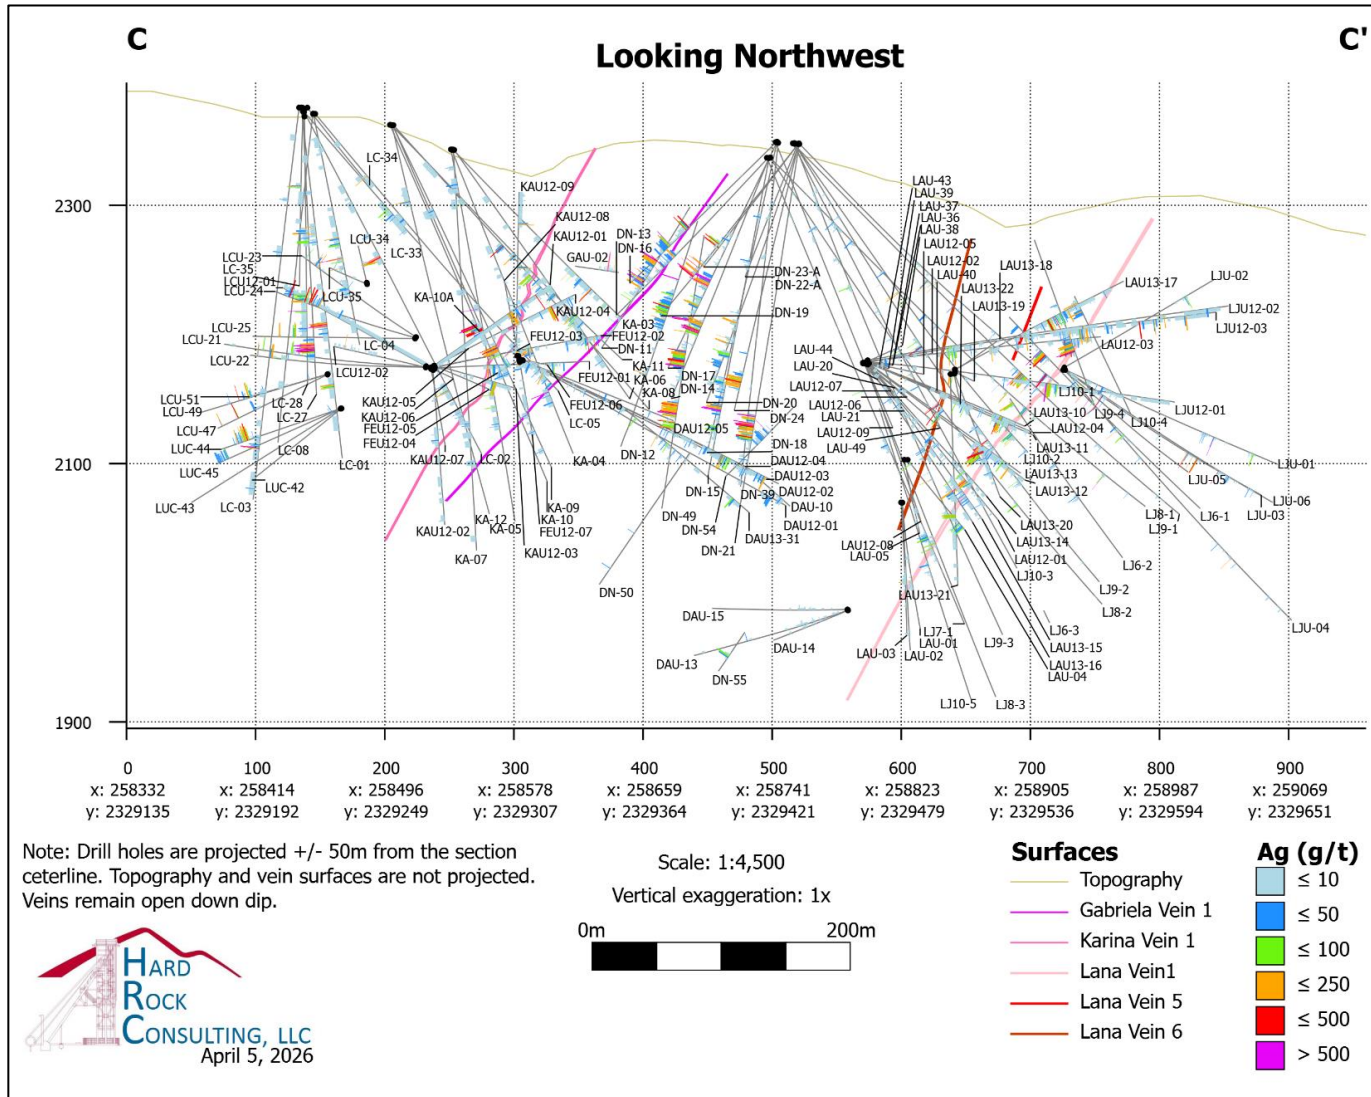 C
C'
Looking Northwest
2300
2100
1900
LC-34
KAU12-09
KAU12-08
KAU12-01
GAU-02
DN-13
DN-16
LAU-43
LAU-39
LAU-37
LAU-36
LAU-38
LAU12-05
LAU12-02
LAU-40
LAU13-22
LAU13-19
LAU13-18
LAU13-17
LJU-02
LJU12-02
LJU12-03
LCU-34
LC-33
LCU-23
LC-35
LCU12-01
LCU-24
LCU-35
KA-10A
KAU12-04
DN-23-A
DN-22-A
DN-19
LCU-25
LCU-21
LCU-22
LC-04
LCU12-02
FEU12-03
KA-03
FEU12-02
DN-11
KA-11
FEU12-01
KA-06
KA-08
DN-17
DN-14
LAU-44
LAU-20
LAU12-07
LAU12-06
LAU-21
LAU12-09
LAU-49
LAU12-03
LJ10-1
LJ9-4
LJ10-4
LJU12-01
LCU-51
LCU-49
LCU-47
LUC-44
LUC-45
LUC-43
LC-28
LC-27
LC-08
LC-01
LUC-42
LC-03
KAU12-05
KAU12-06
FEU12-05
FEU12-04
KAU12-07
LC-02
FEU12-06
LC-05
KA-04
DN-12
DAU12-05
DN-20
DN-24
DN-18
DAU12-04
DAU12-03
DAU12-02
DAU-10
DAU12-01
DN-15
DN-39
DN-49
DN-54
DN-21
DAU13-31
LAU13-10
LAU12-04
LAU13-11
LJ10-2
LAU13-13
LAU13-12
LJU-01
LJU-05
LJU-06
LJU-03
LJ6-1
LJ8-1
LJ9-1
KAU12-02
KA-12
KA-05
KA-07
KA-09
KA-10
FEU12-07
KAU12-03
DN-50
LAU12-08
LAU-05
LAU13-20
LAU13-14
LAU12-01
LJ10-3
LJ6-2
LJ9-2
LJ8-2
LJU-04
LAU13-21
DAU-15
DAU-14
DAU-13
DN-55
LJ7-1
LAU-01
LAU-03
LAU-02
LJ9-3
LJ6-3
LAU13-15
LAU13-16
LAU-04
LJ10-5
LJ8-3
0 100 200 300 400 500 600 700 800 900
x: 258332 x: 258414 x: 258496 x: 258578 x: 258659 x: 258741 x: 258823 x: 258905 x: 258987 x: 259069
y: 2329135 y: 2329192 y: 2329249 y: 2329307 y: 2329364 y: 2329421 y: 2329479 y: 2329536 y: 2329594 y: 2329651
Note: Drill holes are projected +/- 50m from the section
ceterline. Topography and vein surfaces are not projected.
Veins remain open down dip.
HARD
ROCK
CONSULTING, LLC
April 5, 2026
Scale: 1:4,500
Vertical exaggeration: 1x
0m 200m
Surfaces
Topography
Gabriela Vein 1
Karina Vein 1
Lana Vein1
Lana Vein 5
Lana Vein 6
Ag (g/t)
≤ 10
≤ 50
≤ 100
≤ 250
≤ 500
> 500